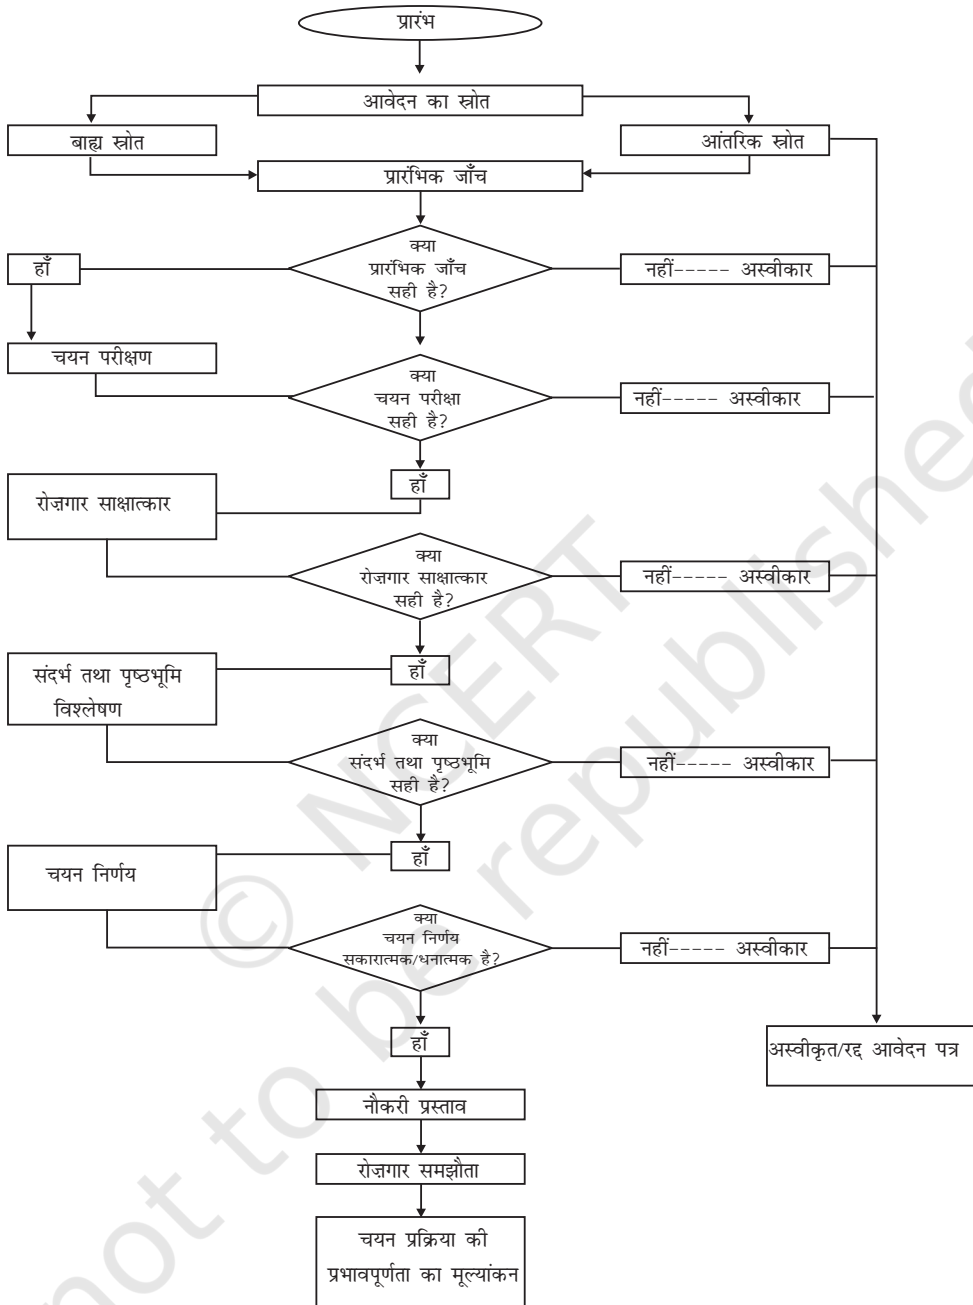 प्रारंभ
आवेदन का स्रोत
बाह्य स्रोत
आंतरिक स्रोत
प्रारंभिक जाँच
क्या
प्रारंभिक जाँच
सही है?
हाँ
नहीं----- अस्वीकार
चयन परीक्षण
क्या
चयन परीक्षा
सही है?
नहीं----- अस्वीकार
हाँ
रोज़गार साक्षात्कार
क्या
रोज़गार साक्षात्कार
सही है?
नहीं----- अस्वीकार
हाँ
संदर्भ तथा पृष्ठभूमि
विश्लेषण
क्या
संदर्भ तथा पृष्ठभूमि
सही है?
नहीं----- अस्वीकार
हाँ
चयन निर्णय
क्या
चयन निर्णय
सकारात्मक/धनात्मक है?
नहीं----- अस्वीकार
हाँ
अस्वीकृत/रद्द आवेदन पत्र
नौकरी प्रस्ताव
रोज़गार समझौता
चयन प्रक्रिया की
प्रभावपूर्णता का मूल्यांकन
© NCERT
not to be republished